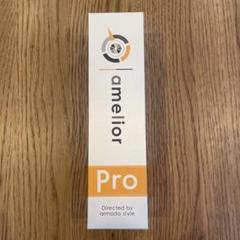 amelior
Pro
Directed by
armada style